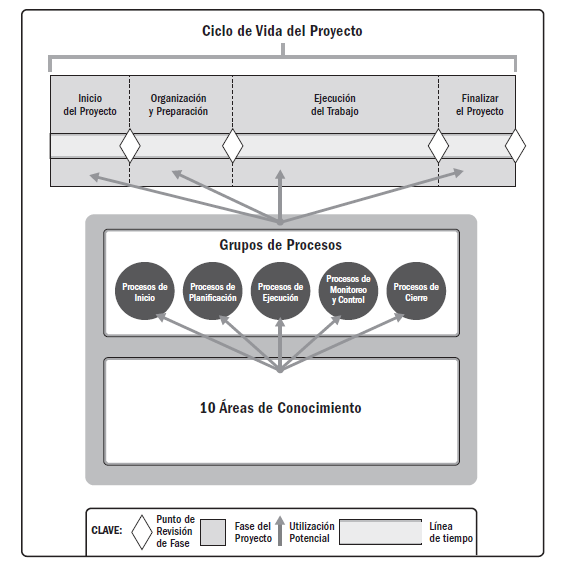 Ciclo de Vida del Proyecto
Inicio
del Proyecto
Organización
y Preparación
Ejecución
del Trabajo
Finalizar
el Proyecto
Grupos de Procesos
Procesos de
Inicio
Procesos de
Planificación
Procesos de
Ejecución
Procesos de
Monitoreo
y Control
Procesos de
Cierre
10 Áreas de Conocimiento
CLAVE:
Punto de
Revisión
de Fase
Fase del
Proyecto
Utilización
Potencial
Línea
de tiempo